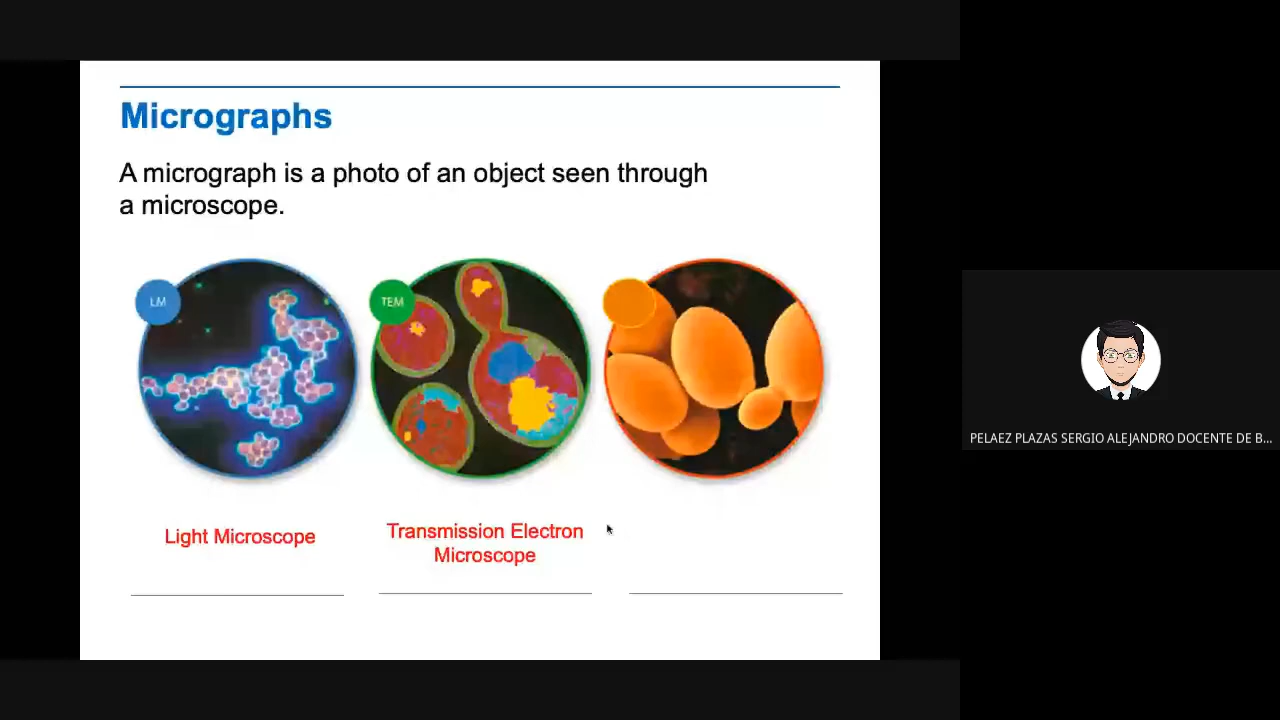 Micrographs
A micrograph is a photo of an object seen through
a microscope.
LM
TEM
Light Microscope
Transmission Electron
Microscope
PELAEZ PLAZAS SERGIO ALEJANDRO DOCENTE DE B...